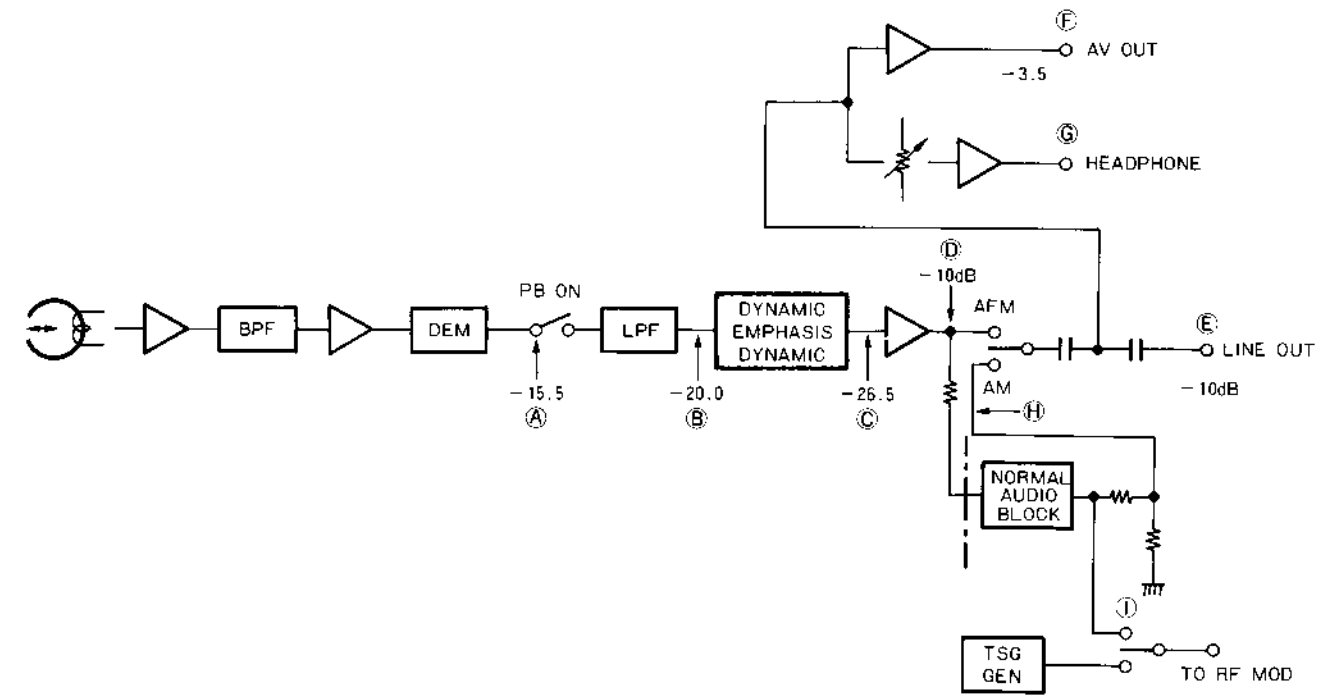 Ⓕ
AV OUT
−3.5
Ⓖ
HEADPHONE
Ⓓ
−10dB
PB ON
AFM
BPF
DEM
LPF
DYNAMIC
EMPHASIS
DYNAMIC
Ⓔ
LINE OUT
−10dB
AM
−15.5
Ⓐ
−20.0
Ⓑ
−26.5
Ⓒ
Ⓗ
NORMAL
AUDIO
BLOCK
Ⓘ
TSG
GEN
TO RF MOD